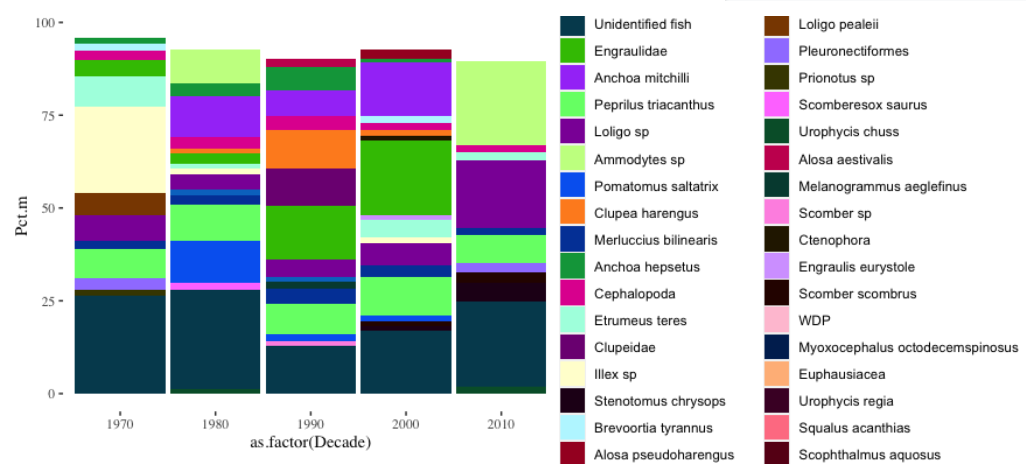 100
75
50
25
0
Pct.m
1970
1980
1990
2000
2010
as.factor(Decade)
Unidentified fish
Engraulidae
Anchoa mitchilli
Peprilus triacanthus
Loligo sp
Ammodytes sp
Pomatomus saltatrix
Clupea harengus
Merluccius bilinearis
Anchoa hepsetus
Cephalopoda
Etrumeus teres
Clupeidae
Illex sp
Stenotomus chrysops
Brevoortia tyrannus
Alosa pseudoharengus
Loligo pealeii
Pleuronectiformes
Prionotus sp
Scomberesox saurus
Urophycis chuss
Alosa aestivalis
Melanogrammus aeglefinus
Scomber sp
Ctenophora
Engraulis eurystole
Scomber scombrus
WDP
Myoxocephalus octodecmspinosus
Euphausiacea
Urophycis regia
Squalus acanthias
Scophthalmus aquosus